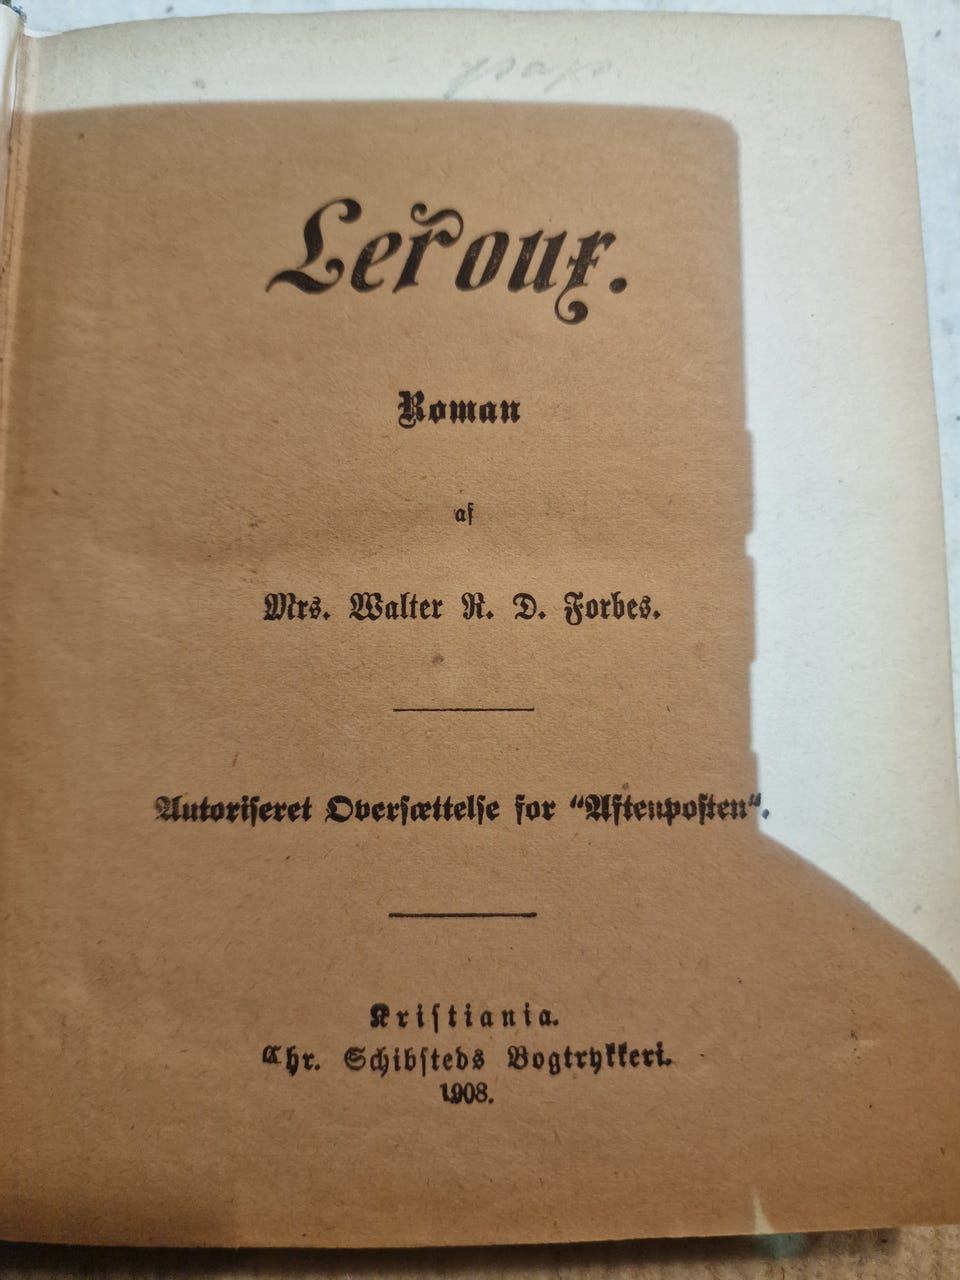 Leroux.
Roman
af
Mrs. Walter R. D. Forbes.
Autoriseret Oversættelse for “Aftenposten“.
Kristiania.
Chr. Schibsteds Bogtrykkeri.
1908.